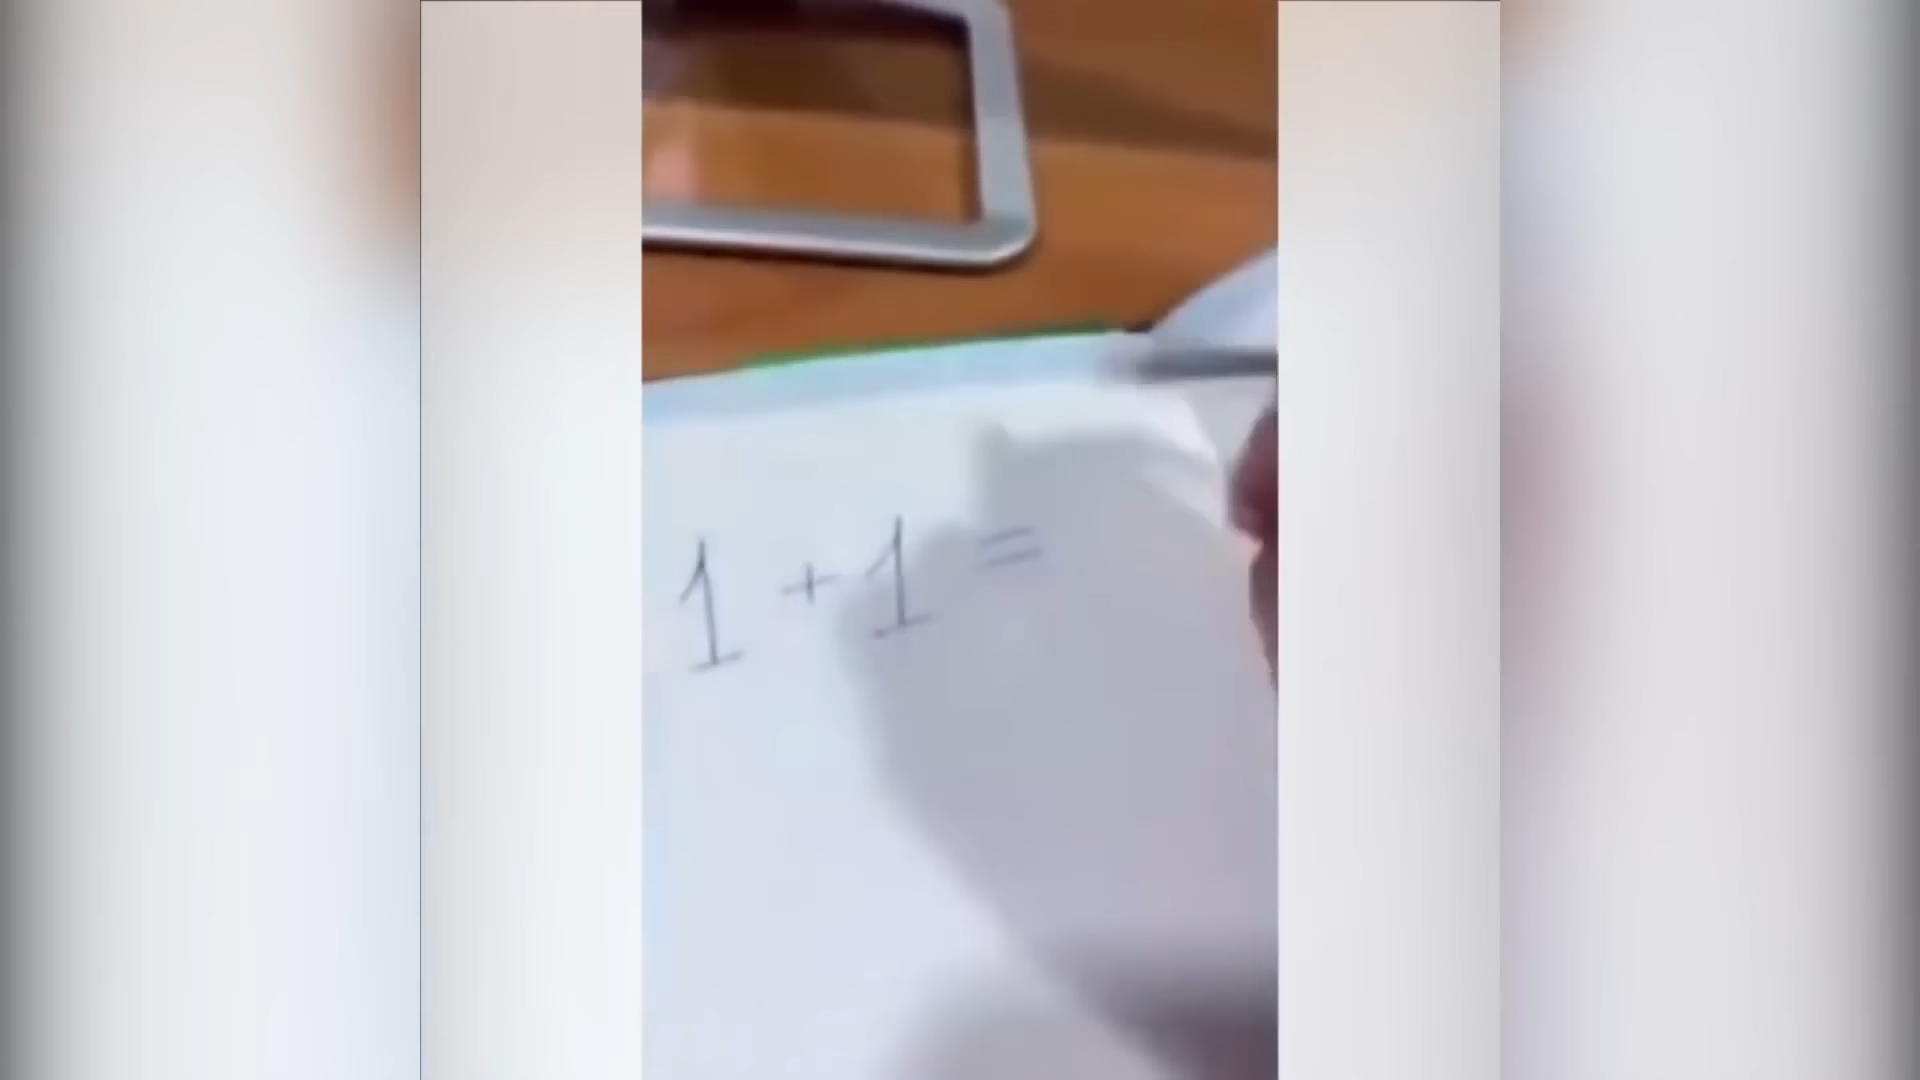 1 + 1 =